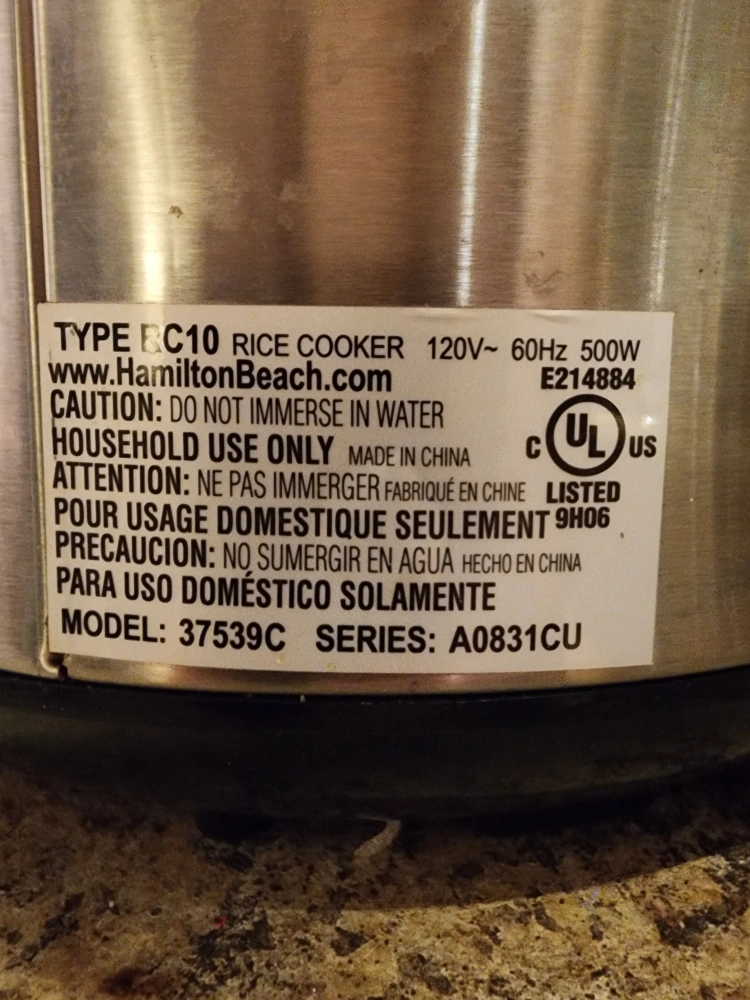 TYPE RC10 RICE COOKER 120V~ 60Hz 500W
www.HamiltonBeach.com E214884
CAUTION: DO NOT IMMERSE IN WATER
HOUSEHOLD USE ONLY MADE IN CHINA C UL US
ATTENTION: NE PAS IMMERGER FABRIQUÉ EN CHINE LISTED
POUR USAGE DOMESTIQUE SEULEMENT 9H06
PRECAUCION: NO SUMERGIR EN AGUA HECHO EN CHINA
PARA USO DOMÉSTICO SOLAMENTE
MODEL: 37539C SERIES: A0831CU